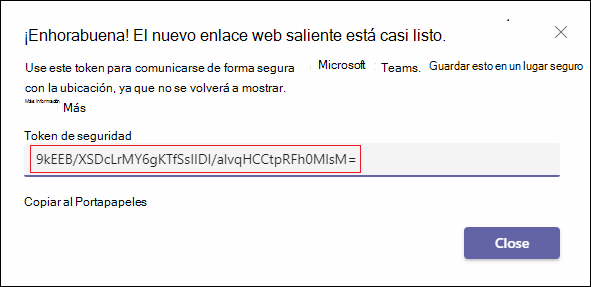 ¡Enhorabuena! El nuevo enlace web saliente está casi listo.
Use este token para comunicarse de forma segura Microsoft Teams. Guardar esto en un lugar seguro
con la ubicación, ya que no se volverá a mostrar.
Más información Más
Token de seguridad
9kEEB/XSDcLrMY6gKTfSsIIDI/aIvqHCCtpRFh0MIsM=
Copiar al Portapapeles
Close